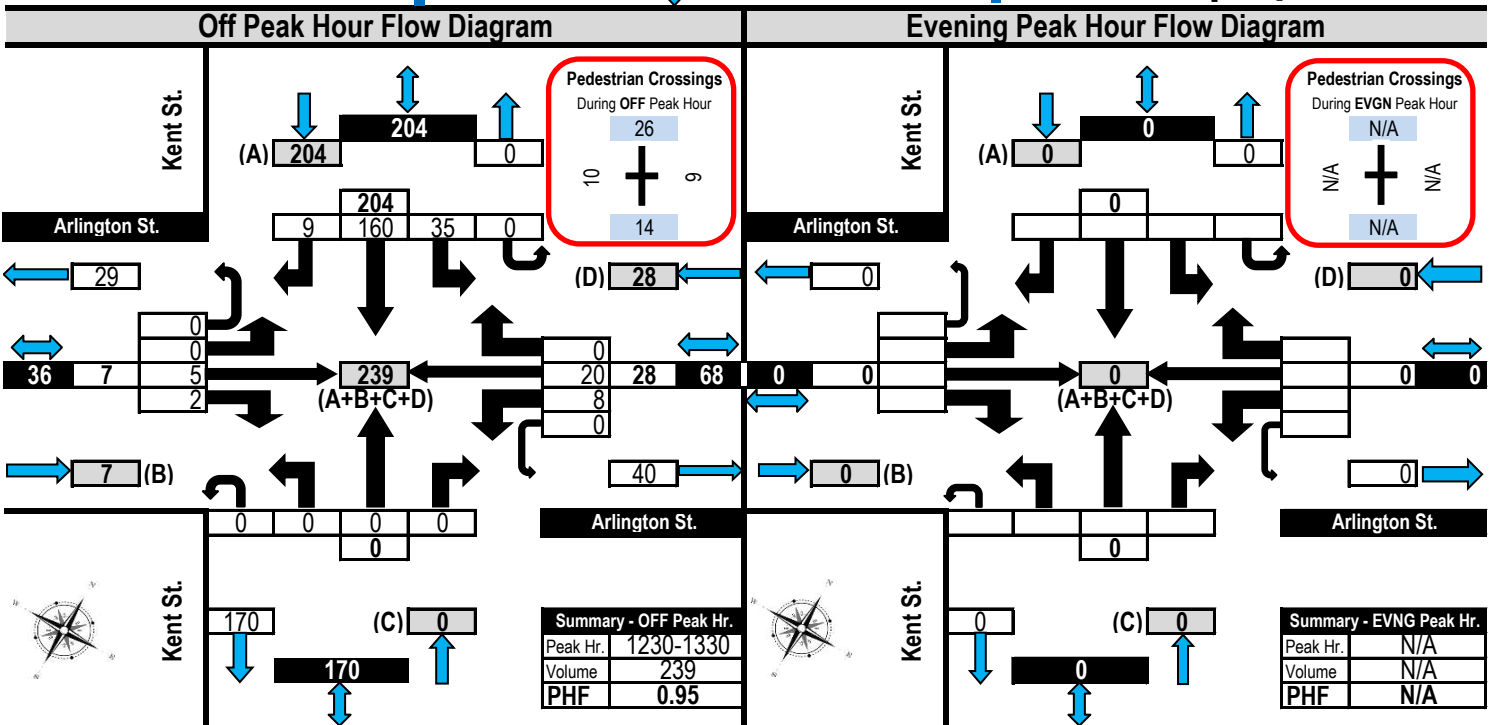 Off Peak Hour Flow Diagram
Kent St.
Pedestrian Crossings
During OFF Peak Hour
26
10 9
14
204
(A) 204 0
204
9 160 35 0
Arlington St.
29
(D) 28
0
0
0
36 7 5
239
20 28 68
2
(A+B+C+D)
8
0
7 (B)
40
0 0 0 0
0
Arlington St.
Kent St.
170
(C) 0
170
Summary - OFF Peak Hr.
Peak Hr. 1230-1330
Volume 239
PHF 0.95
Evening Peak Hour Flow Diagram
Kent St.
Pedestrian Crossings
During EVGN Peak Hour
N/A
N/A N/A
N/A
0
(A) 0 0
0
Arlington St.
0
(D) 0
0 0
0
0 0
(A+B+C+D)
0 (B)
0
0
Arlington St.
Kent St.
0
(C) 0
0
Summary - EVNG Peak Hr.
Peak Hr. N/A
Volume N/A
PHF N/A